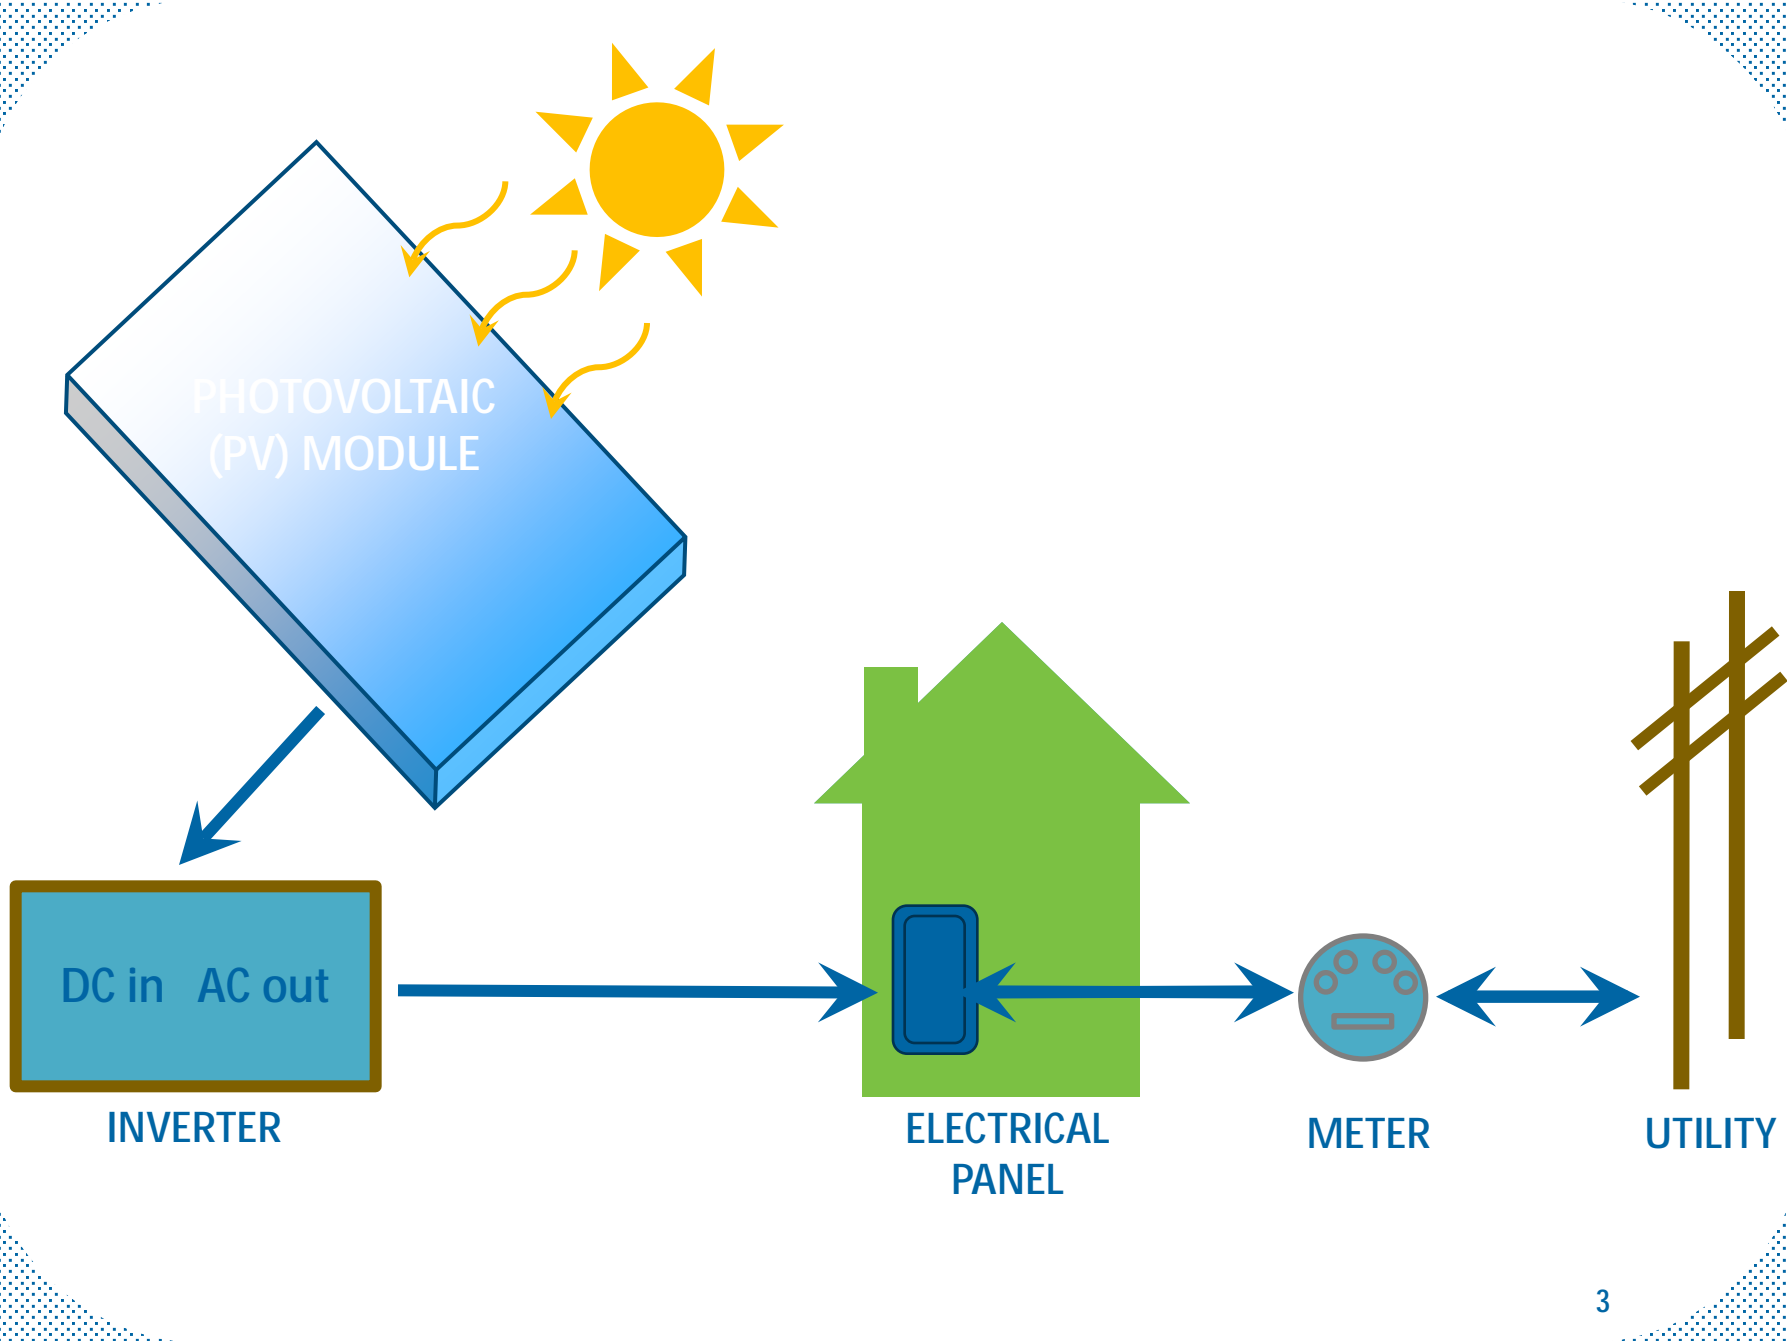 PHOTOVOLTAIC
(PV) MODULE
DC in AC out
INVERTER
ELECTRICAL
PANEL
METER
UTILITY
3